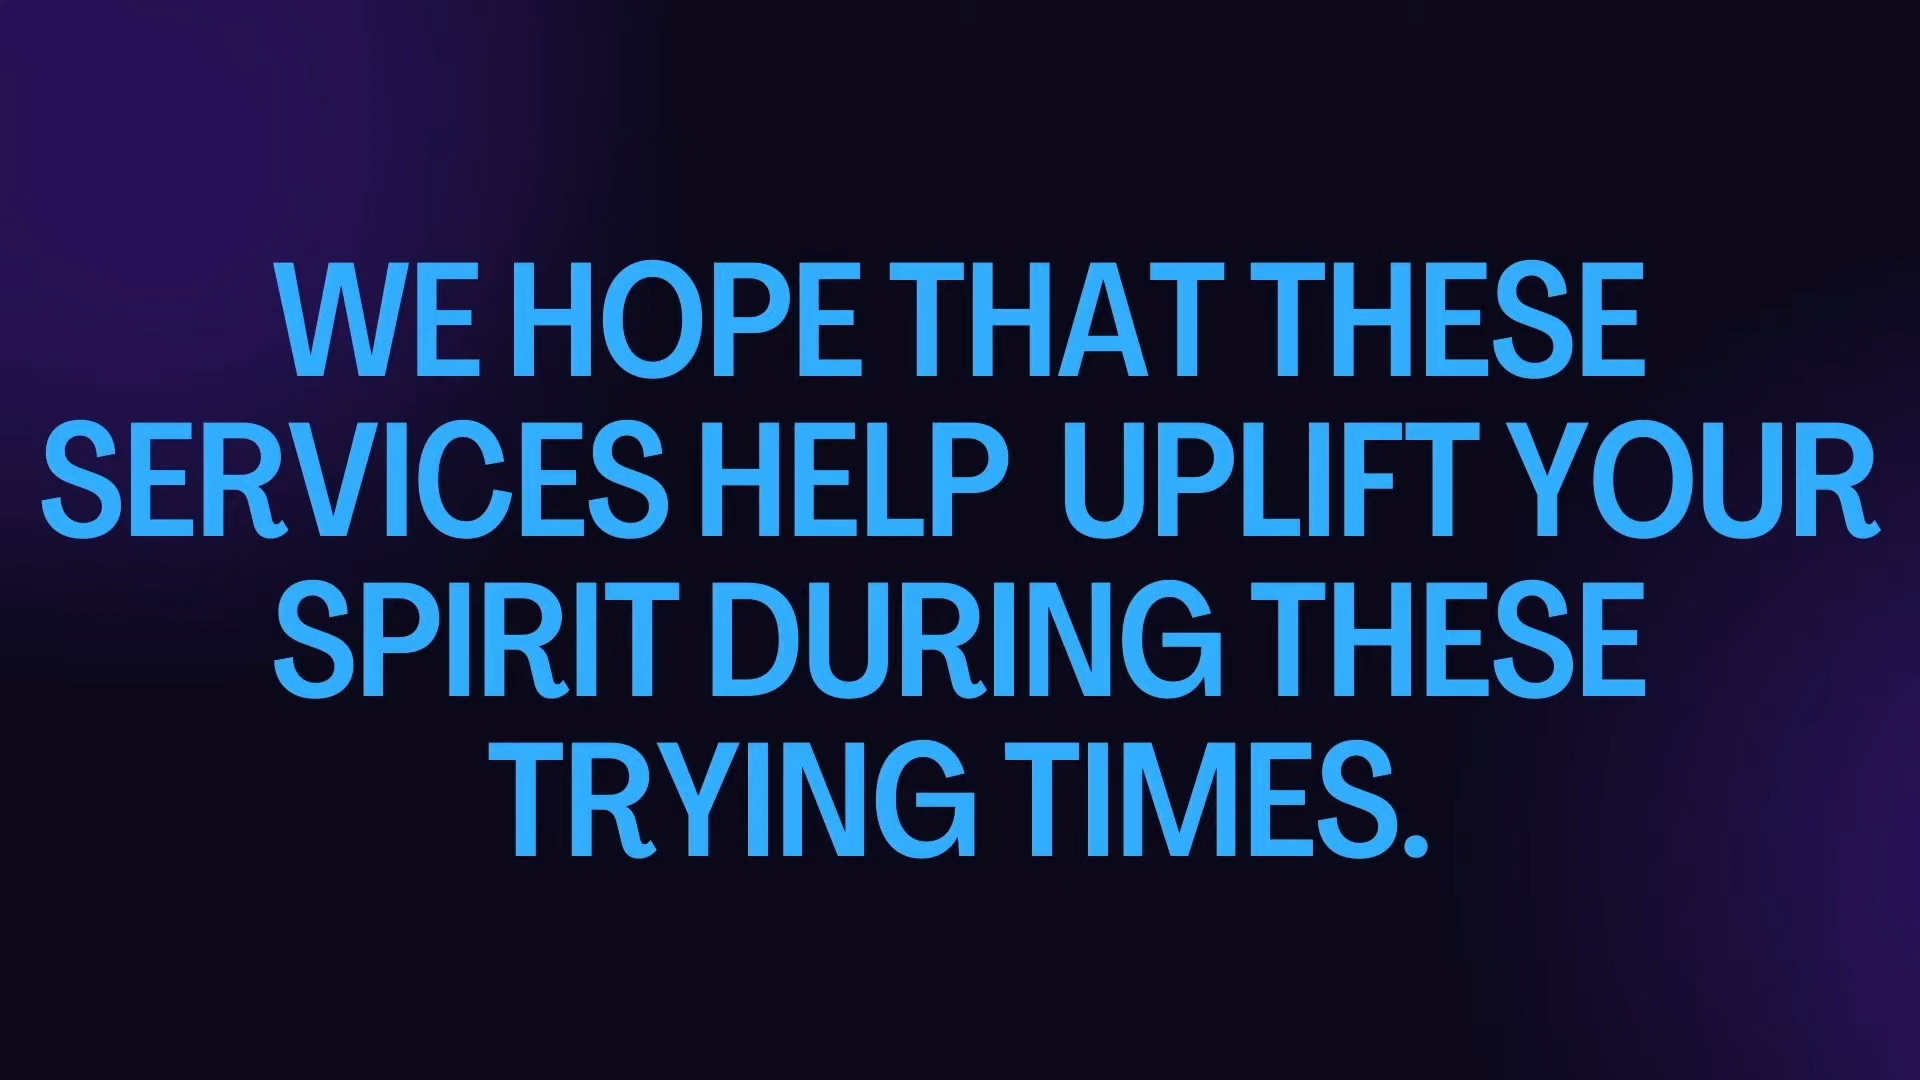 WE HOPE THAT THESE
SERVICES HELP  UPLIFT YOUR
SPIRIT DURING THESE
TRYING TIMES.